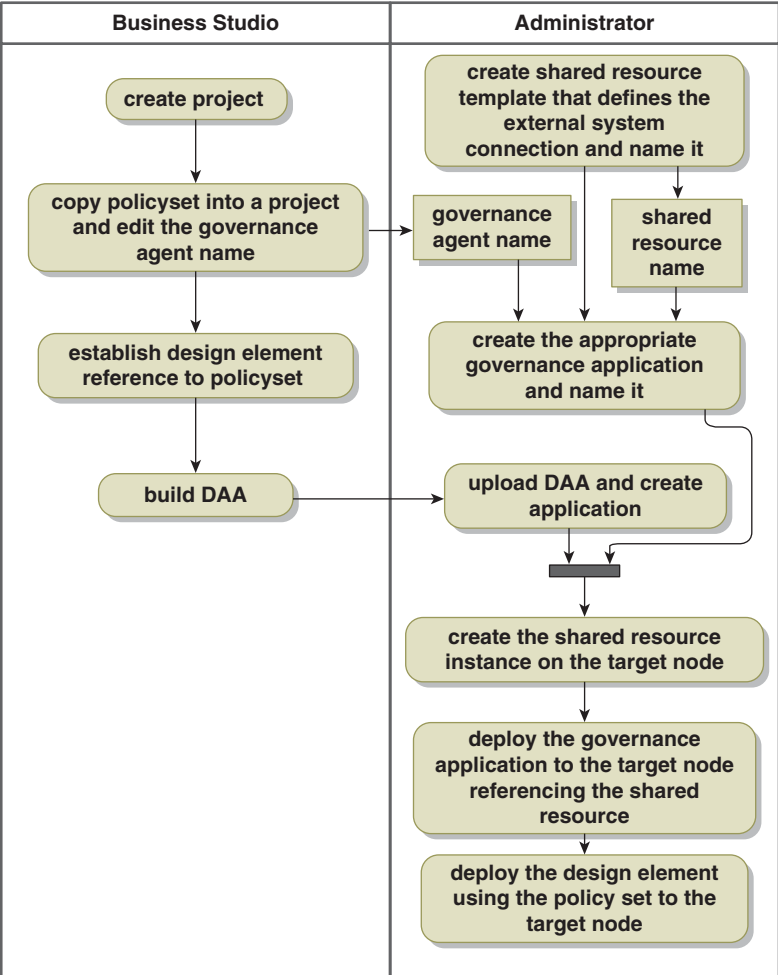 Business Studio
Administrator
create project
copy policyset into a project
and edit the governance
agent name
establish design element
reference to policyset
build DAA
create shared resource
template that defines the
external system
connection and name it
governance
agent name
shared
resource
name
create the appropriate
governance application
and name it
upload DAA and create
application
create the shared resource
instance on the target node
deploy the governance
application to the target node
referencing the shared
resource
deploy the design element
using the policy set to the
target node